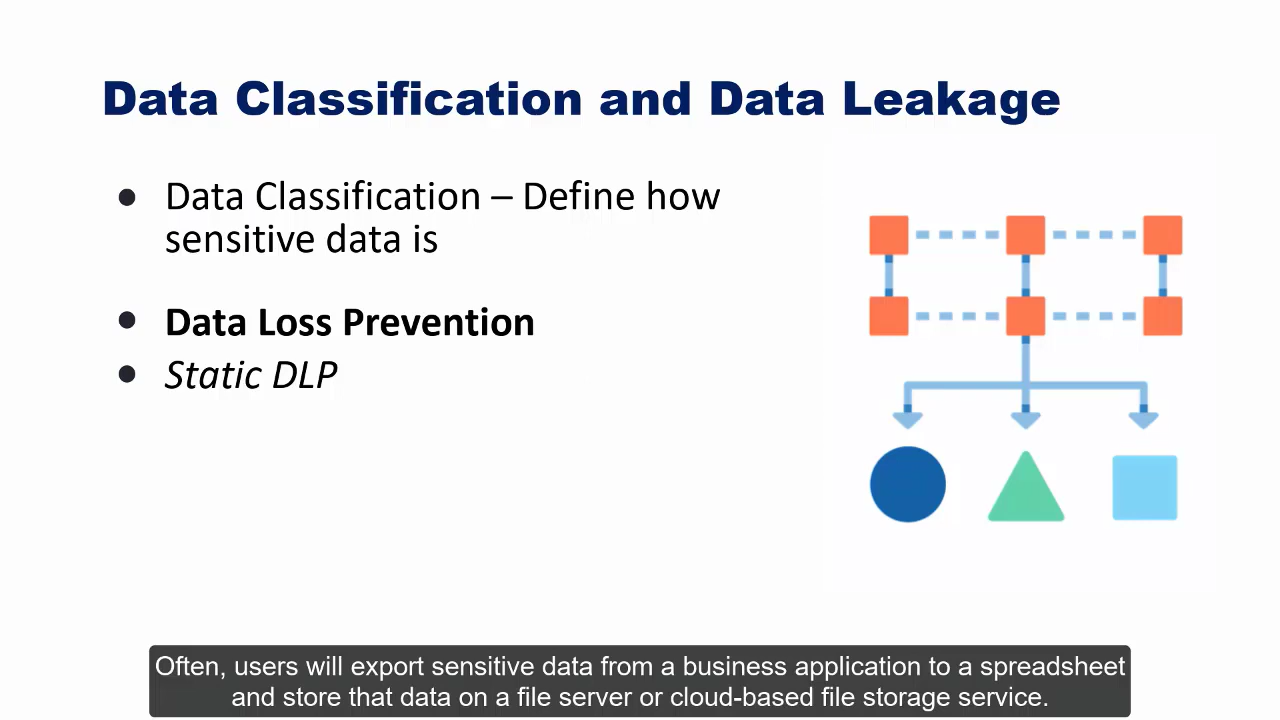 Data Classification and Data Leakage
• Data Classification – Define how
sensitive data is
• Data Loss Prevention
• Static DLP
Often, users will export sensitive data from a business application to a spreadsheet
and store that data on a file server or cloud-based file storage service.